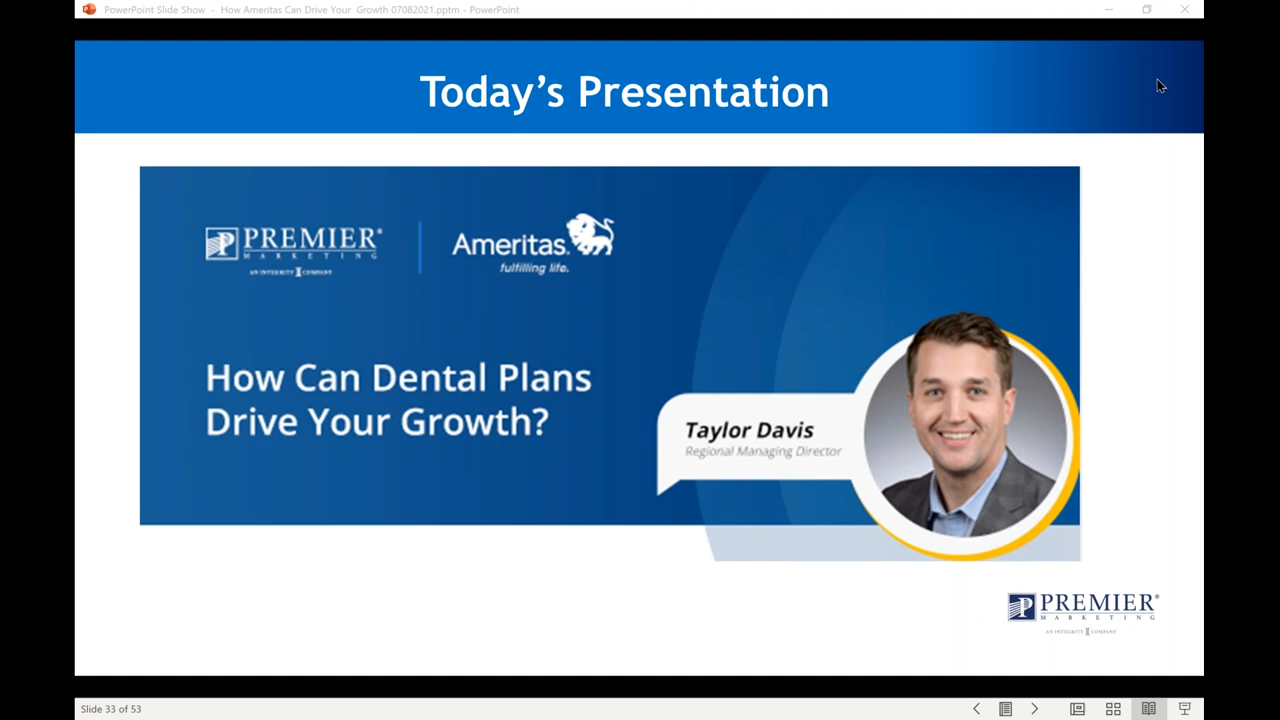 PowerPoint Slide Show - How Ameritas Can Drive Your Growth 07082021.pptm - PowerPoint
Today’s Presentation
PREMIER®
MARKETING
AN INTEGRITY COMPANY
Ameritas®
fulfilling life.
How Can Dental Plans
Drive Your Growth?
Taylor Davis
Regional Managing Director
PREMIER®
MARKETING
AN INTEGRITY COMPANY
Slide 33 of 53